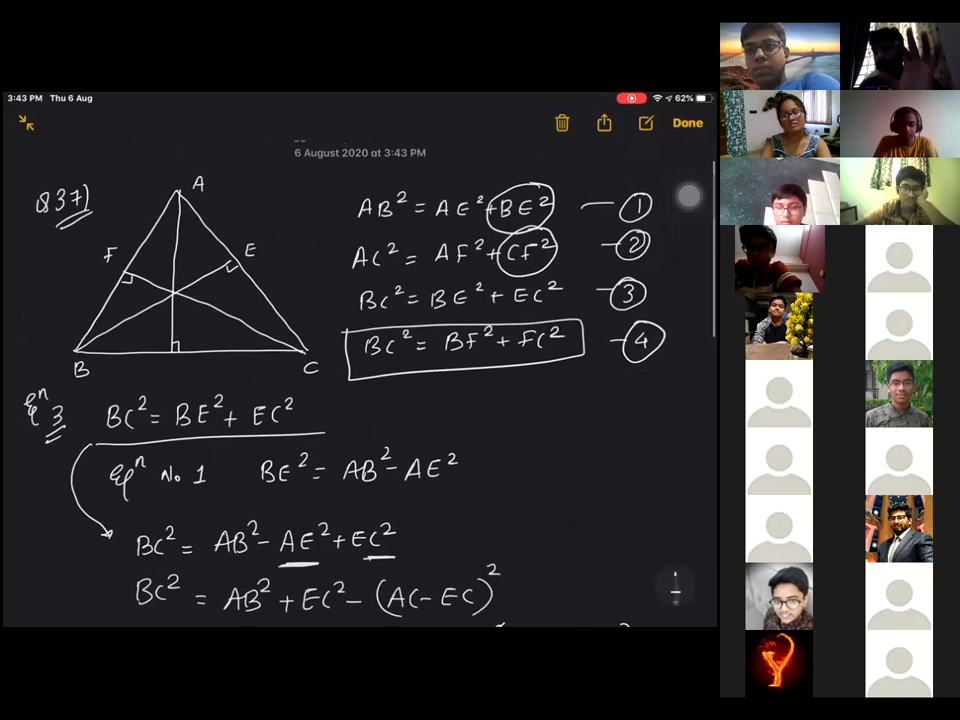 3:43 PM Thu 6 Aug
62%
Done
6 August 2020 at 3:43 PM
837)
A
F
E
B
C
AB² = AE² + BE² — 1
AC² = AF² + CF² — 2
BC² = BE² + EC² — 3
BC² = BF² + FC² — 4
Eqⁿ 3 BC² = BE² + EC²
Eqⁿ No 1 BE² = AB² - AE²
BC² = AB² - AE² + EC²
BC² = AB² + EC² - (AC - EC)²